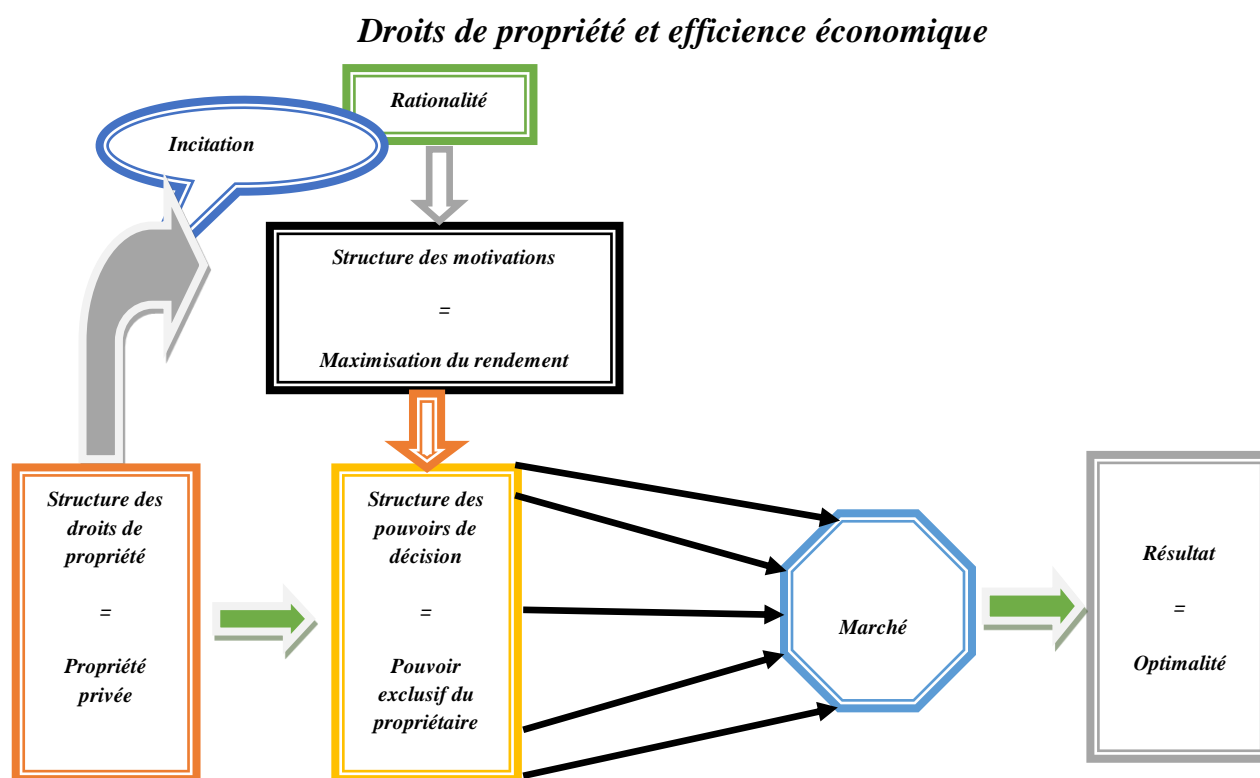 Droits de propriété et efficience économique
Rationalité
Incitation
Structure des motivations
=
Maximisation du rendement
Structure des
droits de
propriété
=
Propriété
privée
Structure des
pouvoirs de
décision
=
Pouvoir
exclusif du
propriétaire
Marché
Résultat
=
Optimalité